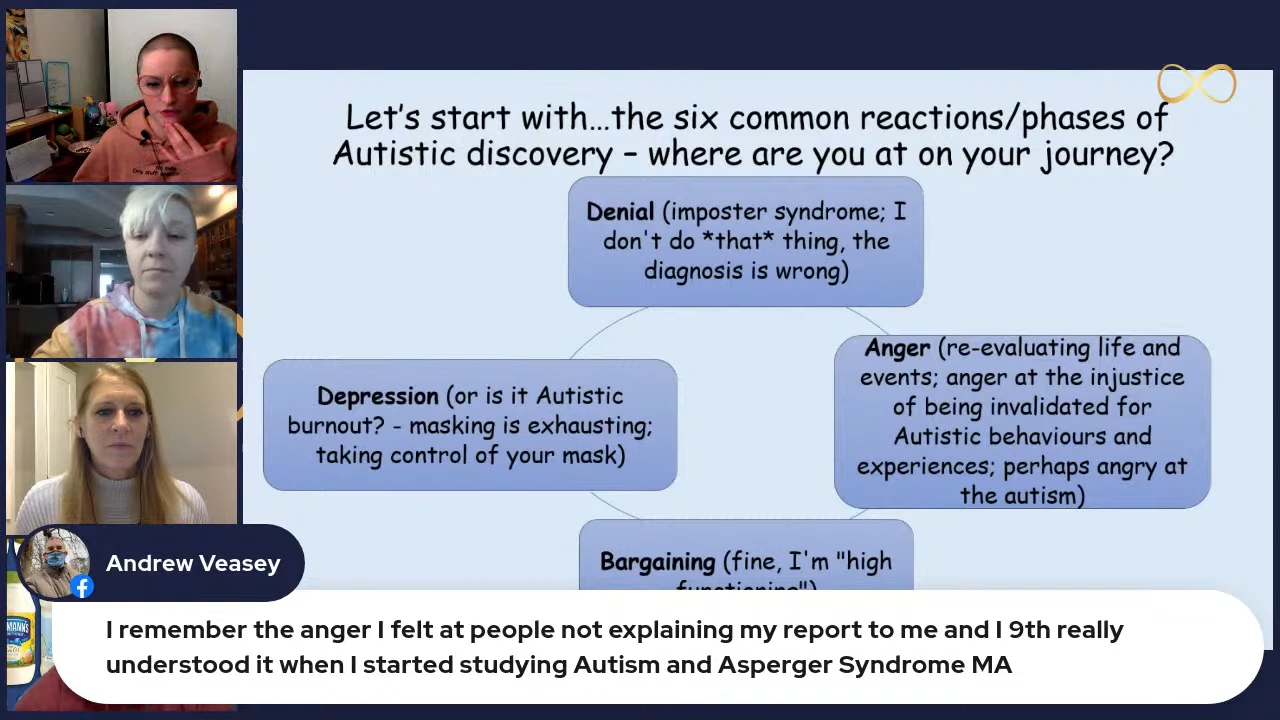 Let's start with...the six common reactions/phases of
Autistic discovery – where are you at on your journey?
Denial (imposter syndrome; I
don't do *that* thing, the
diagnosis is wrong)
Anger (re-evaluating life and
events; anger at the injustice
of being invalidated for
Autistic behaviours and
experiences; perhaps angry at
the autism)
Depression (or is it Autistic
burnout? - masking is exhausting;
taking control of your mask)
Bargaining (fine, I'm "high
functioning")
Andrew Veasey
I remember the anger I felt at people not explaining my report to me and I 9th really
understood it when I started studying Autism and Asperger Syndrome MA